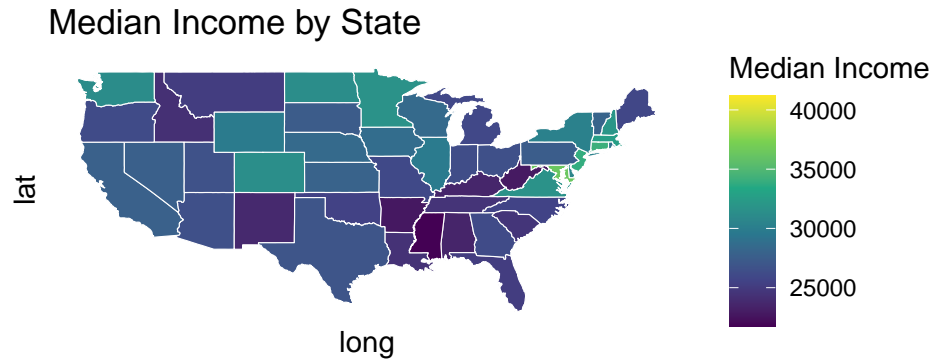 Median Income by State
lat
long
Median Income
40000
35000
30000
25000